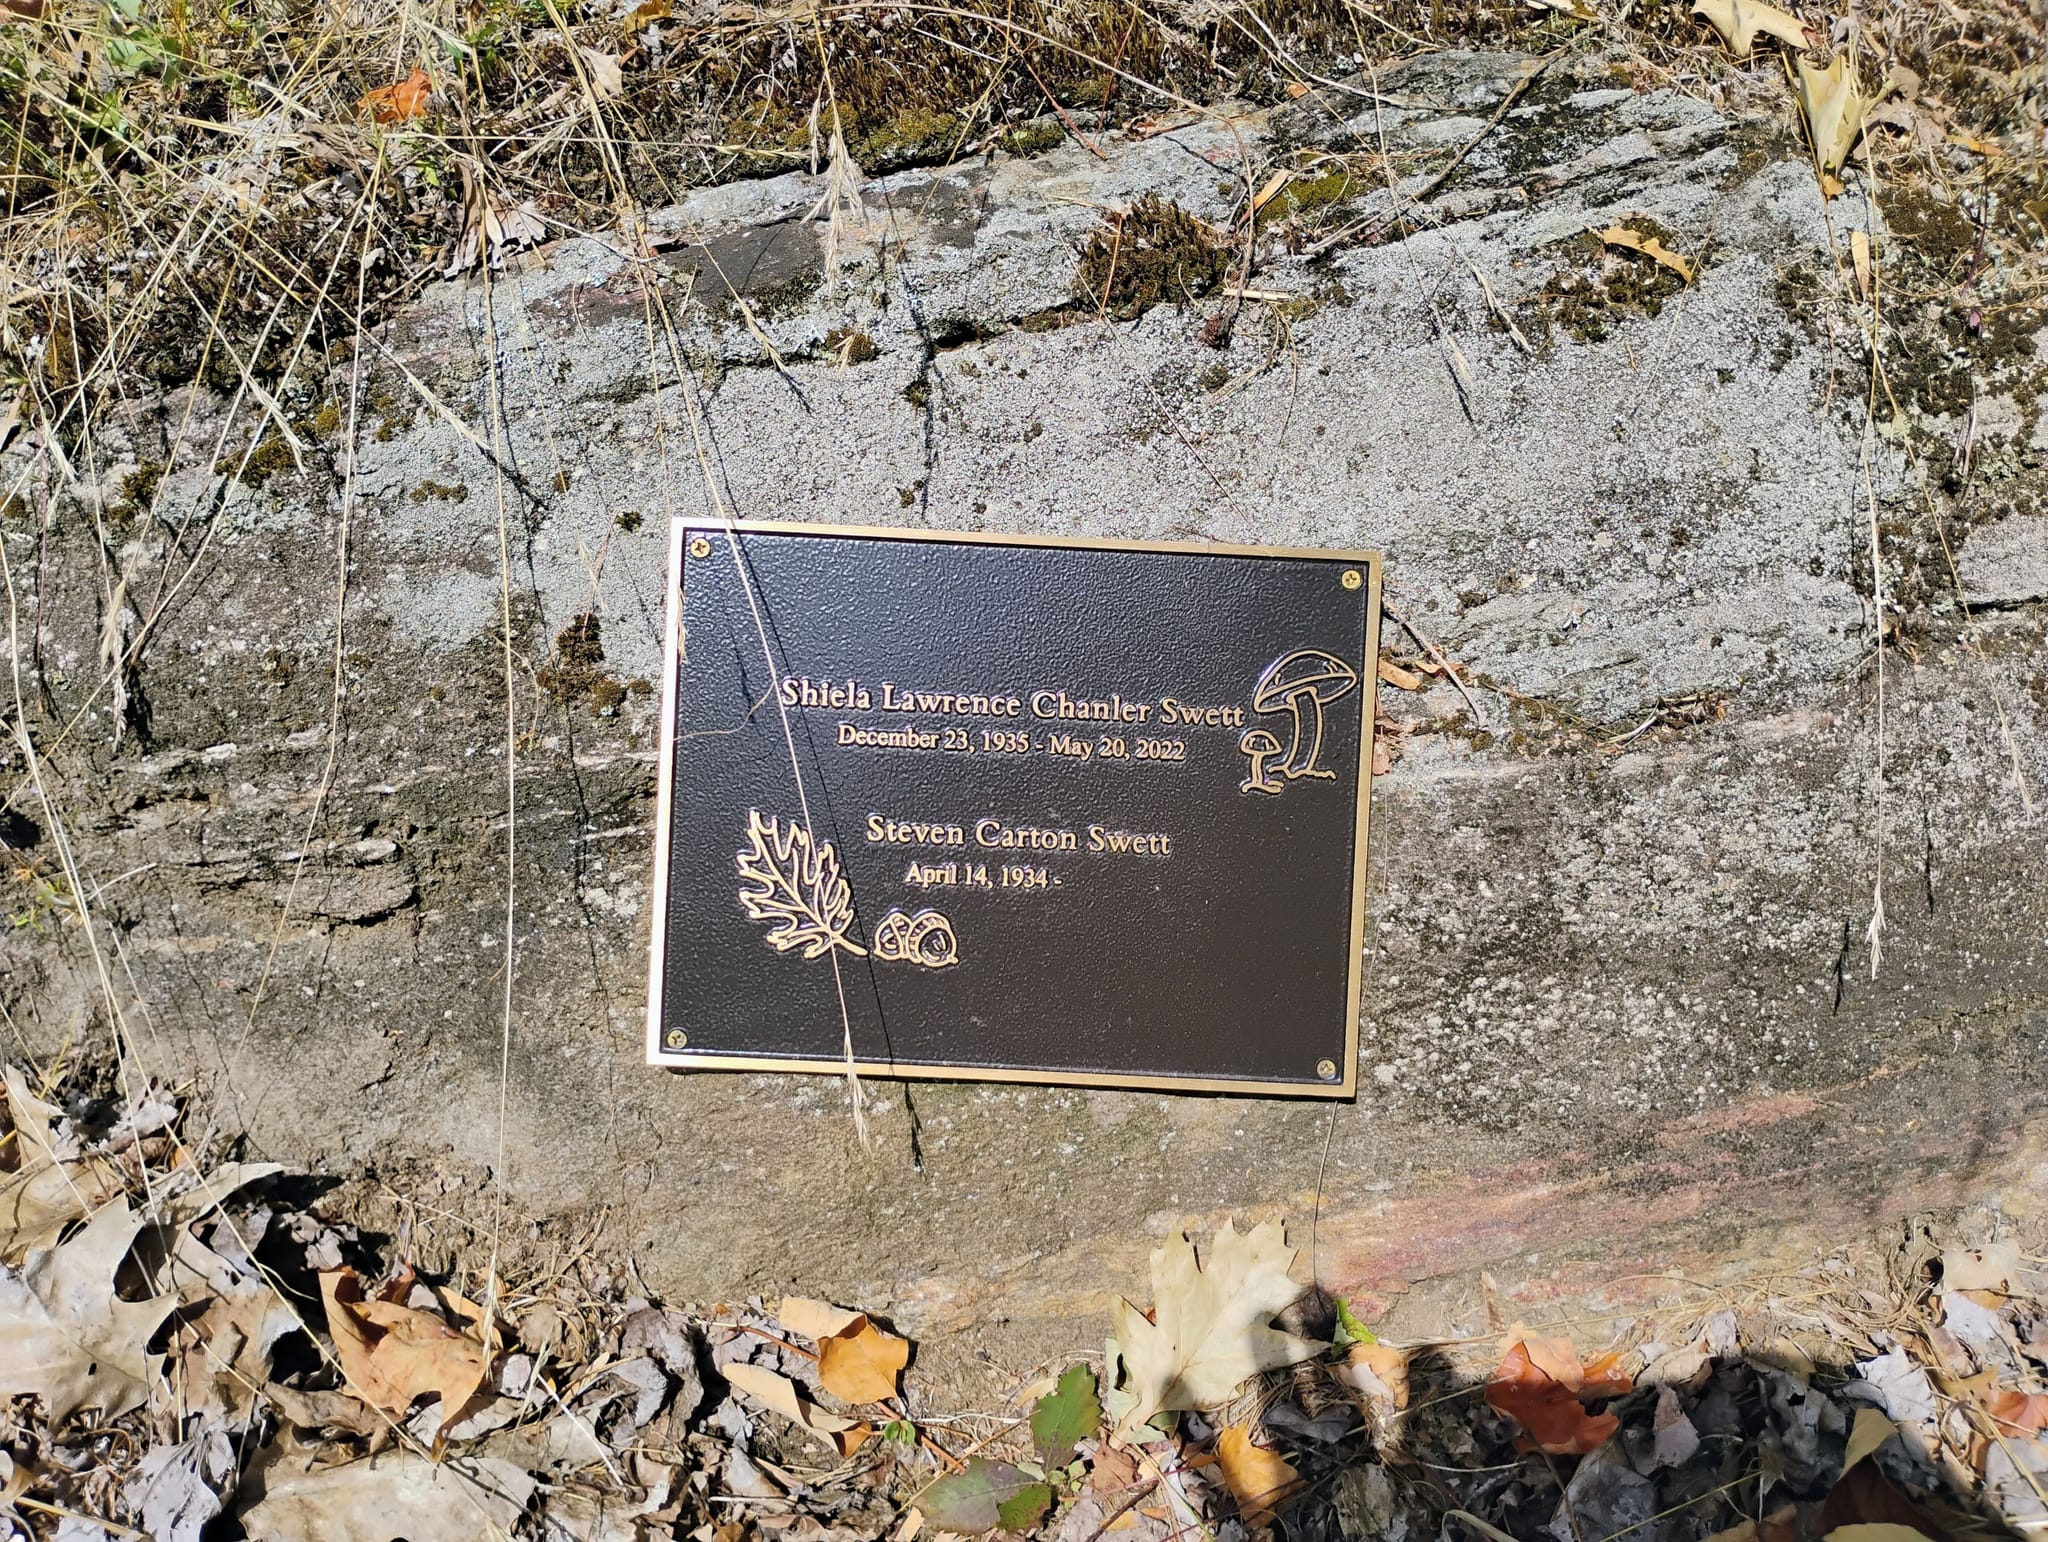 Shiela Lawrence Chanler Swett
December 23, 1935 - May 20, 2022
Steven Carton Swett
April 14, 1934 -